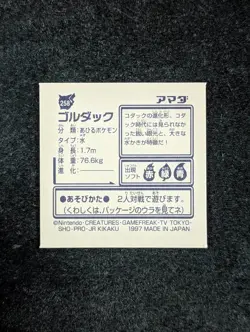 258
アマダ
ゴルダック
分類 あひるポケモン
タイプ 水
身長 1.7m
体重 76.6kg
進化 ——
コダックの進化形。コダ
ック時代には見られなかっ
た鋭い眼光と、大きな
水かきが特徴だ!
出現ソフト 赤 緑 青
●あそびかた● 2人対戦で遊びます。
(くわしくは、パッケージのウラを見てネ)
©Nintendo·CREATURES·GAMEFREAK·TV TOKYO·
SHO-PRO·JR KIKAKU 1997 MADE IN JAPAN